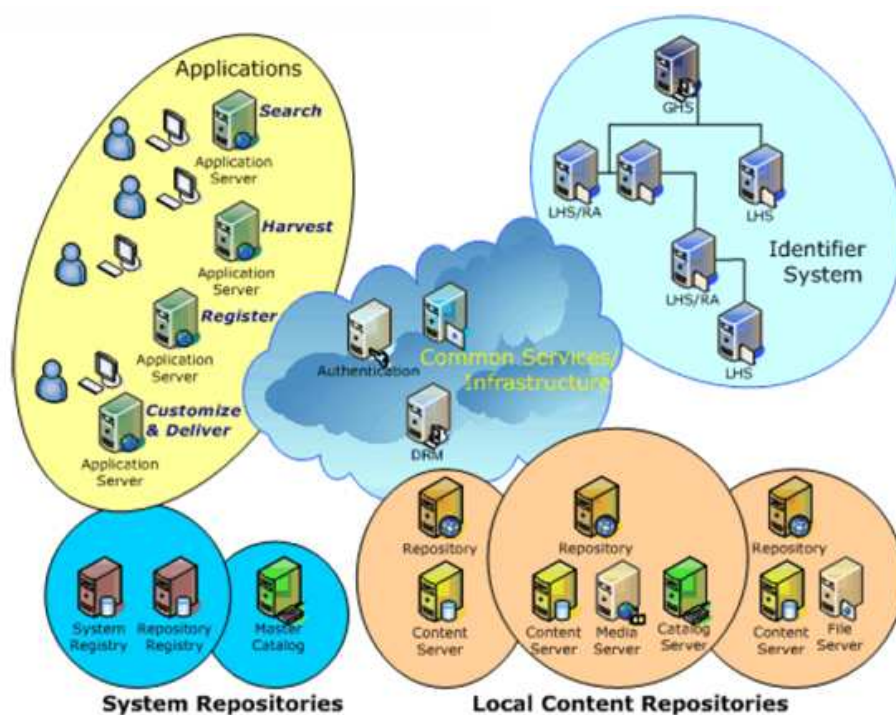 Applications
Search
Application
Server
Harvest
Application
Server
Register
Application
Server
Customize
& Deliver
Application
Server
GHS
LHS/RA
LHS
LHS/RA
LHS
Identifier
System
Authentication
Common Services/
Infrastructure
DRM
System
Registry
Repository
Registry
Master
Catalog
System Repositories
Repository
Content
Server
Repository
Content
Server
Media
Server
Catalog
Server
Repository
Content
Server
File
Server
Local Content Repositories